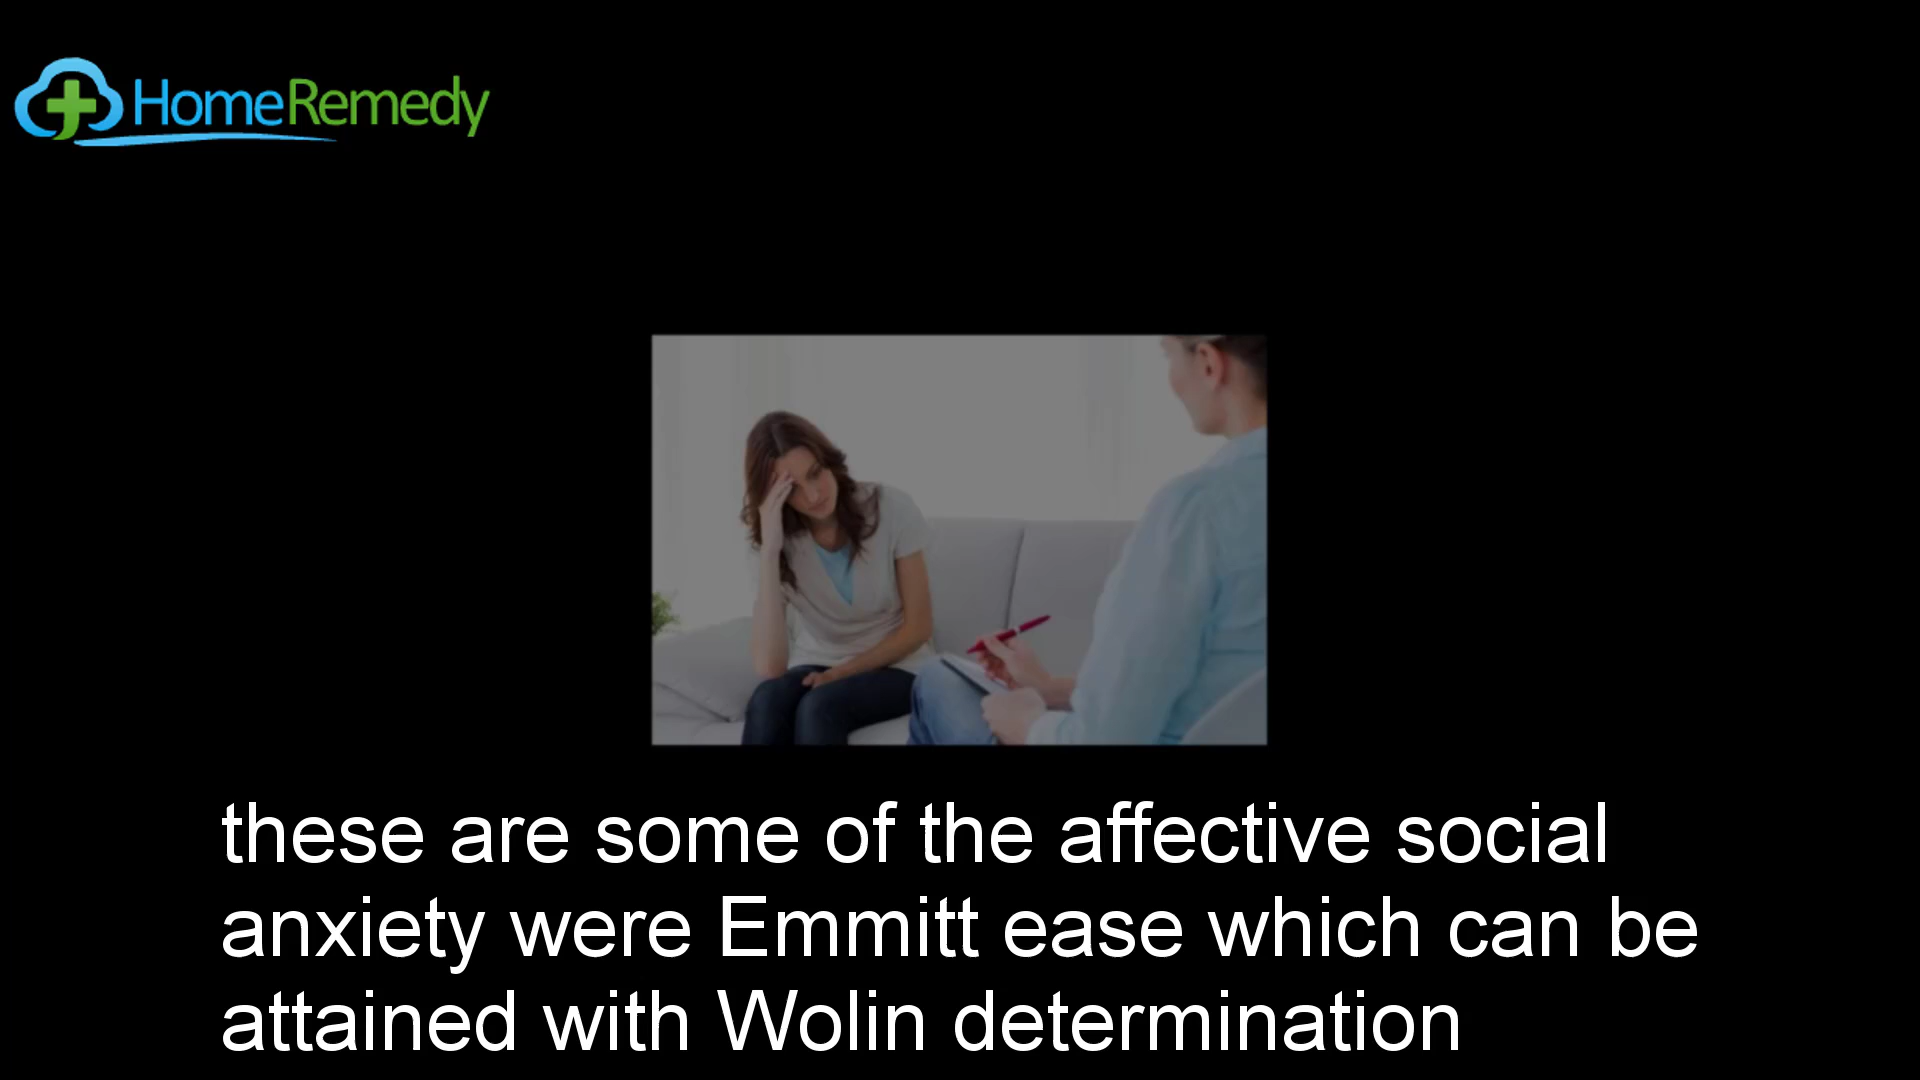 HomeRemedy
these are some of the affective social
anxiety were Emmitt ease which can be
attained with Wolin determination